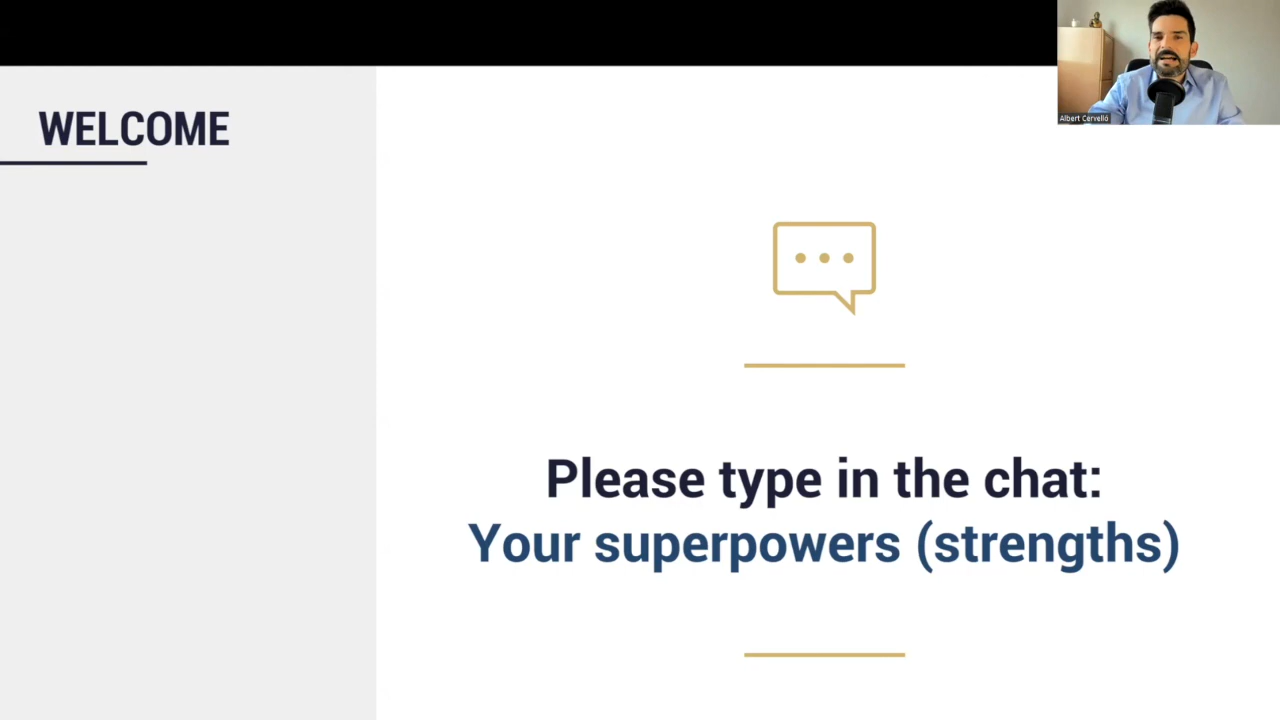 WELCOME
Albert Cervelló
Please type in the chat:
Your superpowers (strengths)